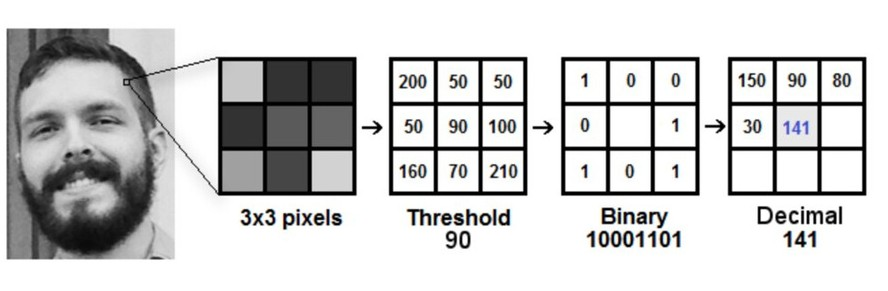 200 50 50
50 90 100
160 70 210
1 0 0
0 1
1 0 1
150 90 80
30 141
3x3 pixels
Threshold
90
Binary
10001101
Decimal
141